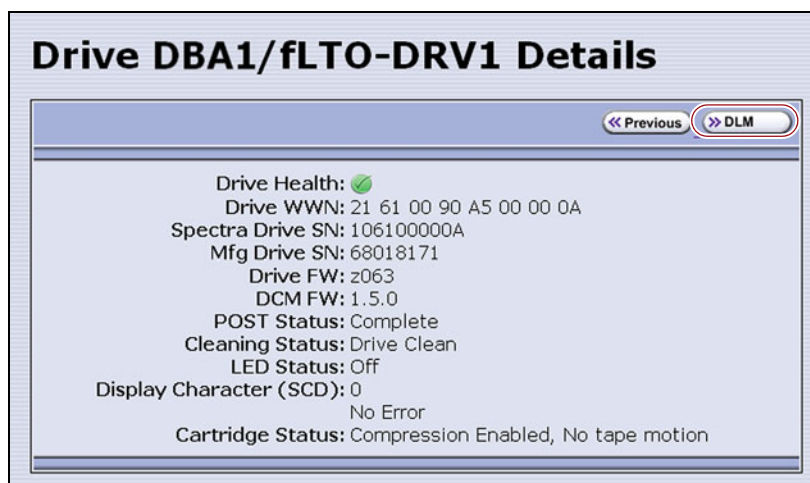 Drive DBA1/fLTO-DRV1 Details
Previous DLM
Drive Health:
Drive WWN: 21 61 00 90 A5 00 00 0A
Spectra Drive SN: 106100000A
Mfg Drive SN: 68018171
Drive FW: z063
DCM FW: 1.5.0
POST Status: Complete
Cleaning Status: Drive Clean
LED Status: Off
Display Character (SCD): 0
No Error
Cartridge Status: Compression Enabled, No tape motion